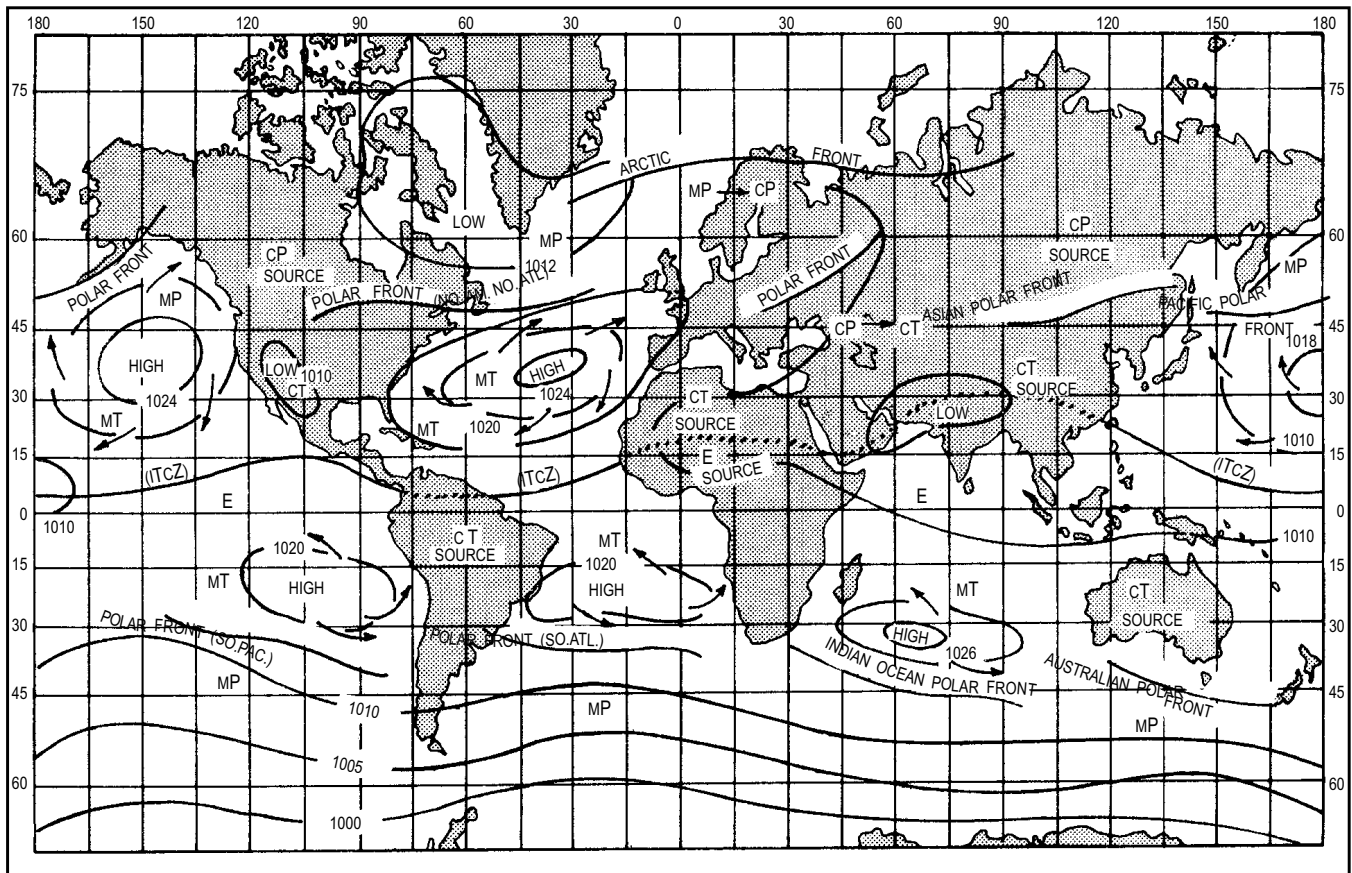 180 150 120 90 60 30 0 30 60 90 120 150 180
75 75
ARCTIC FRONT
MP CP
LOW
60 MP 60
CP
SOURCE
CP
SOURCE
1012
MP
POLAR FRONT
MP
POLAR FRONT (NO.AM. NO. ATL)
POLAR FRONT
ASIAN POLAR FRONT
PACIFIC POLAR
FRONT
45 CP CT 45
1018
HIGH
LOW 1010
CT
MT HIGH
CT
SOURCE
1024
1024
CT
SOURCE
30 30
MT
MT
1020
LOW
1010
15 E
SOURCE
15
(ITCZ) (ITCZ) (ITCZ)
E E
1010
0 0
1010
CT
SOURCE
MT
1020
1020
15 MT HIGH HIGH MT 15
CT
SOURCE
30 30
POLAR FRONT (SO.PAC.)
POLAR FRONT (SO.ATL.)
HIGH
1026
INDIAN OCEAN POLAR FRONT
AUSTRALIAN POLAR
FRONT
MP
45 45
1010
MP MP
1005
60 60
1000